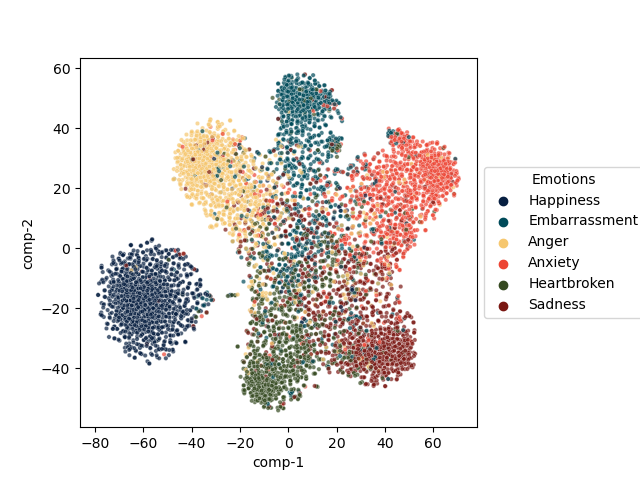 60
40
20
0
−20
−40
−80
−60
−40
−20
0
20
40
60
comp-1
comp-2
Emotions
Happiness
Embarrassment
Anger
Anxiety
Heartbroken
Sadness